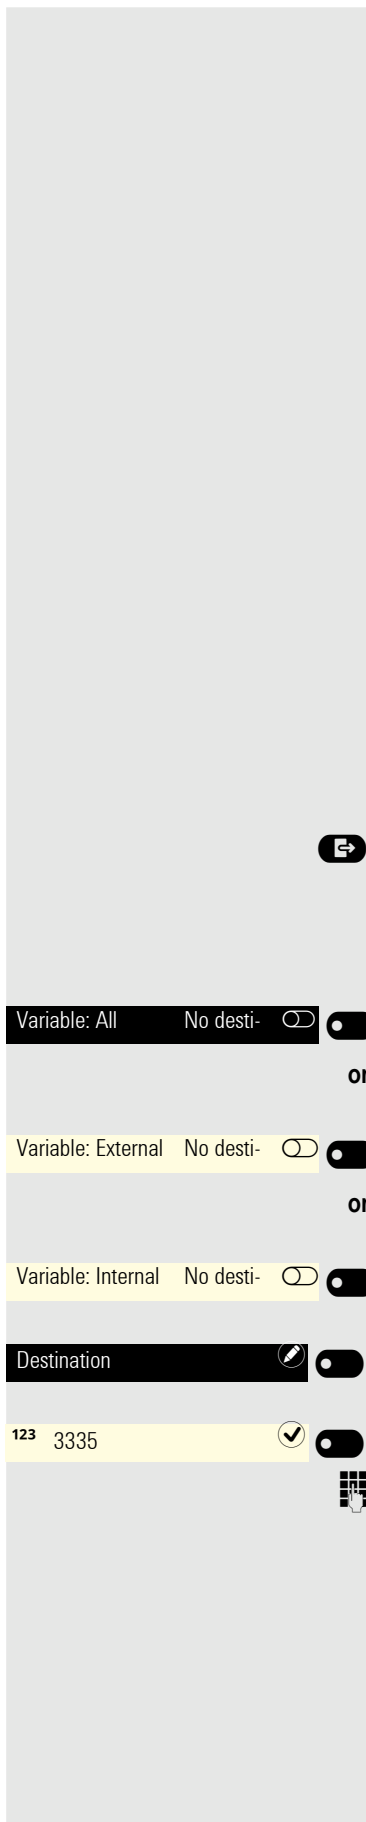 Variable: All No desti-
or
Variable: External No desti-
or
Variable: Internal No desti-
Destination
123 3335